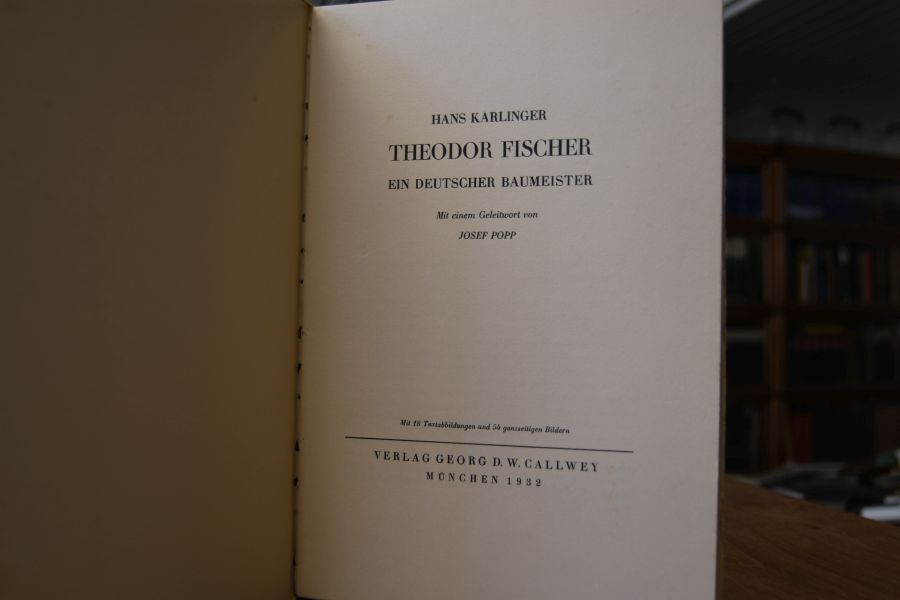 HANS KARLINGER
THEODOR FISCHER
EIN DEUTSCHER BAUMEISTER
Mit einem Geleitwort von
JOSEF POPP
Mit 18 Textabbildungen und 54 ganzseitigen Bildern
VERLAG GEORG D. W. CALLWEY
MÜNCHEN 1932